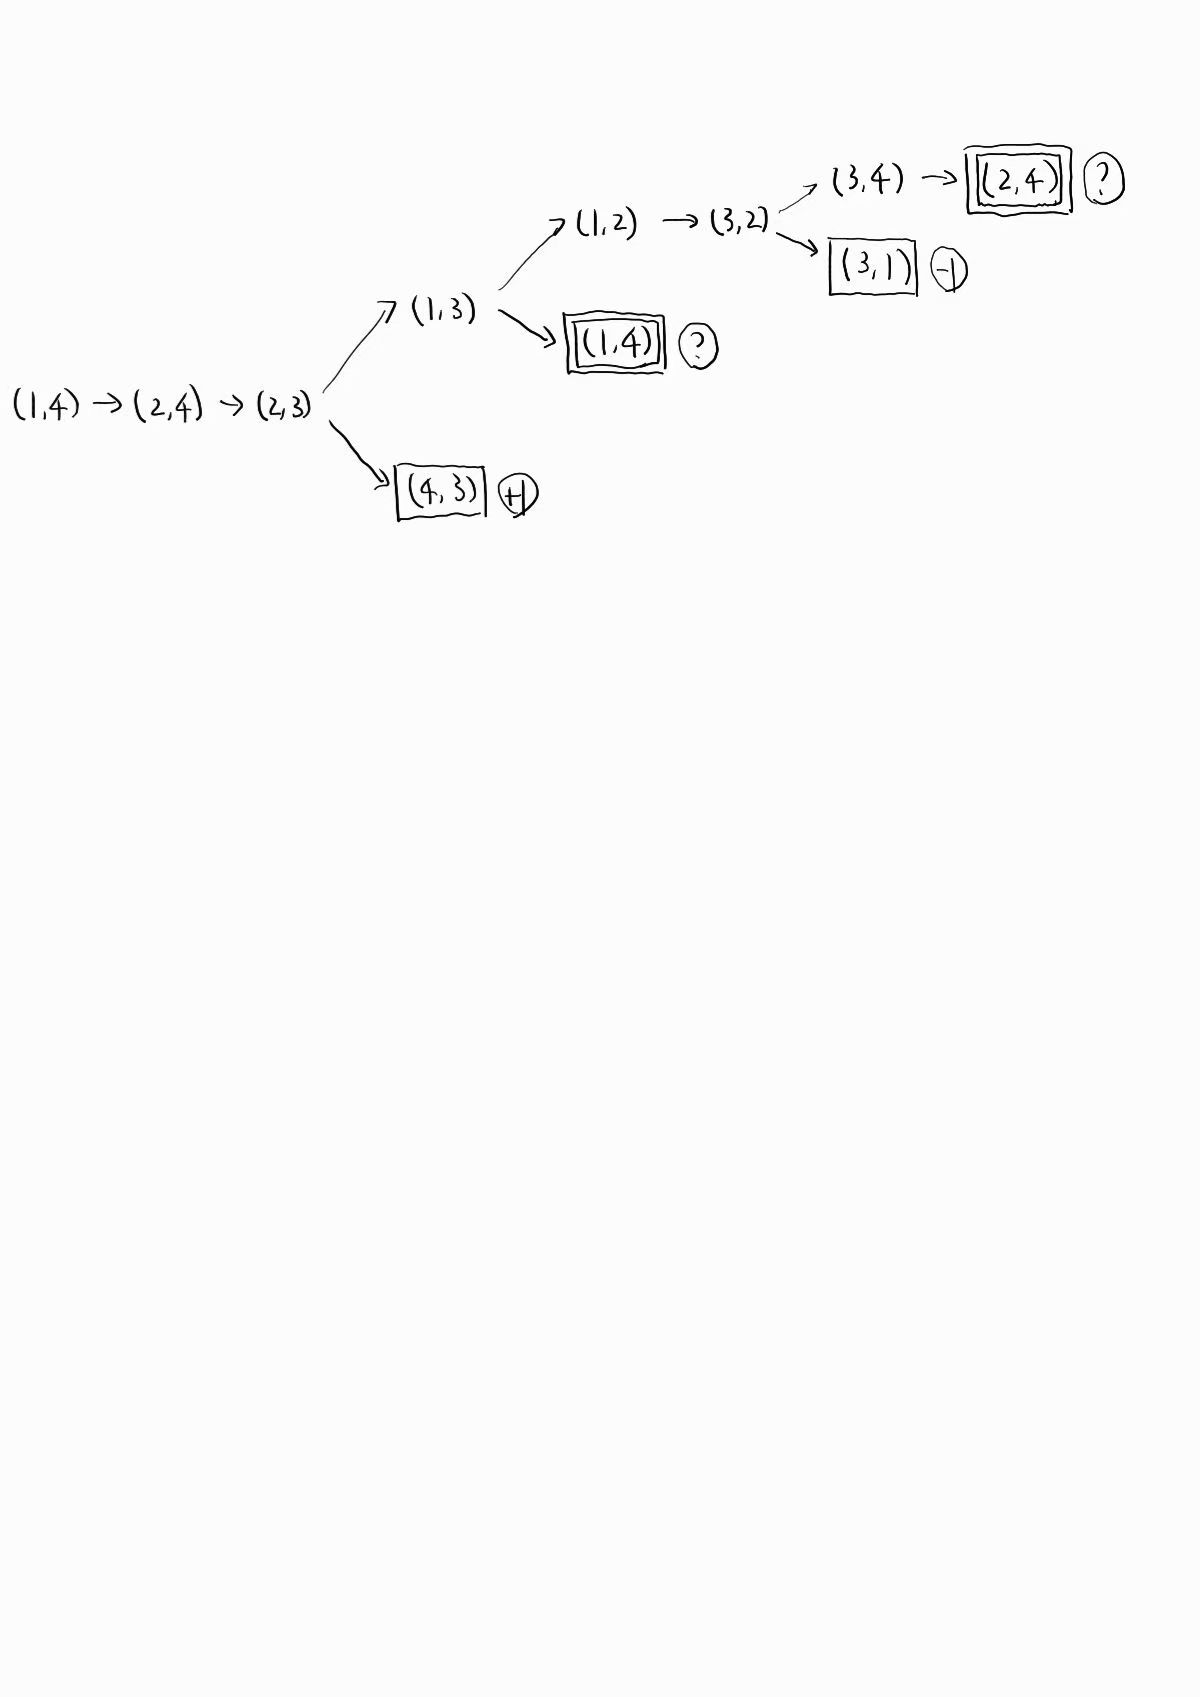 (3,4) → (2,4) ?
(1,2) → (3,2)
(3,1) -1
(1,3)
(1,4) ?
(1,4) → (2,4) → (2,3)
(4,3) +1